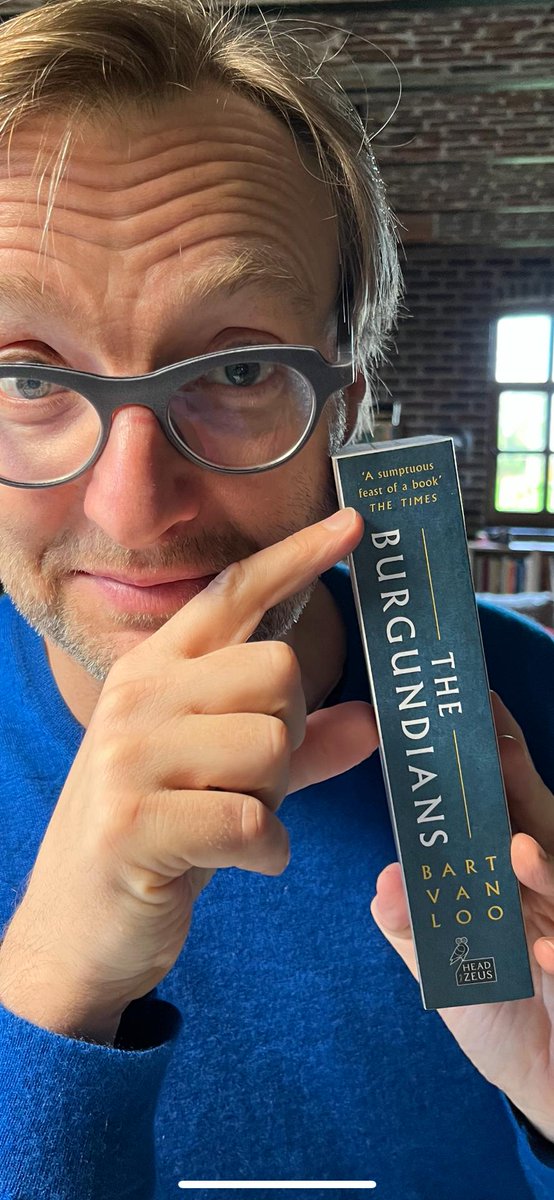 'A sumptuous
feast of a book'
THE TIMES
THE
BURGUNDIANS
BART
VAN
LOO
HEAD
of ZEUS